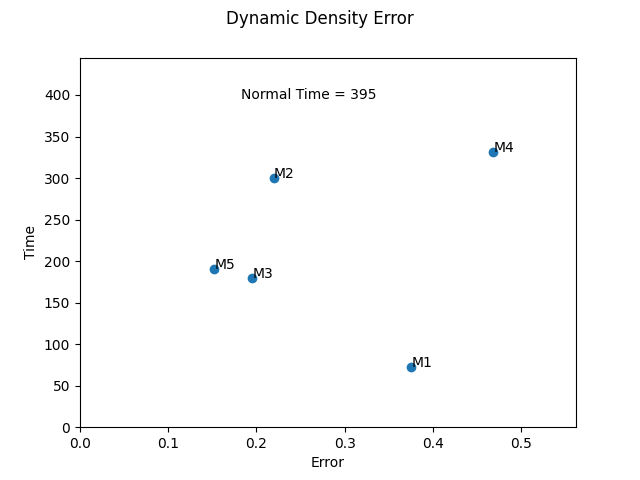 Dynamic Density Error
Normal Time = 395
400
350
300
250
200
150
100
50
0
Time
M4
M2
M5
M3
M1
0.0 0.1 0.2 0.3 0.4 0.5
Error